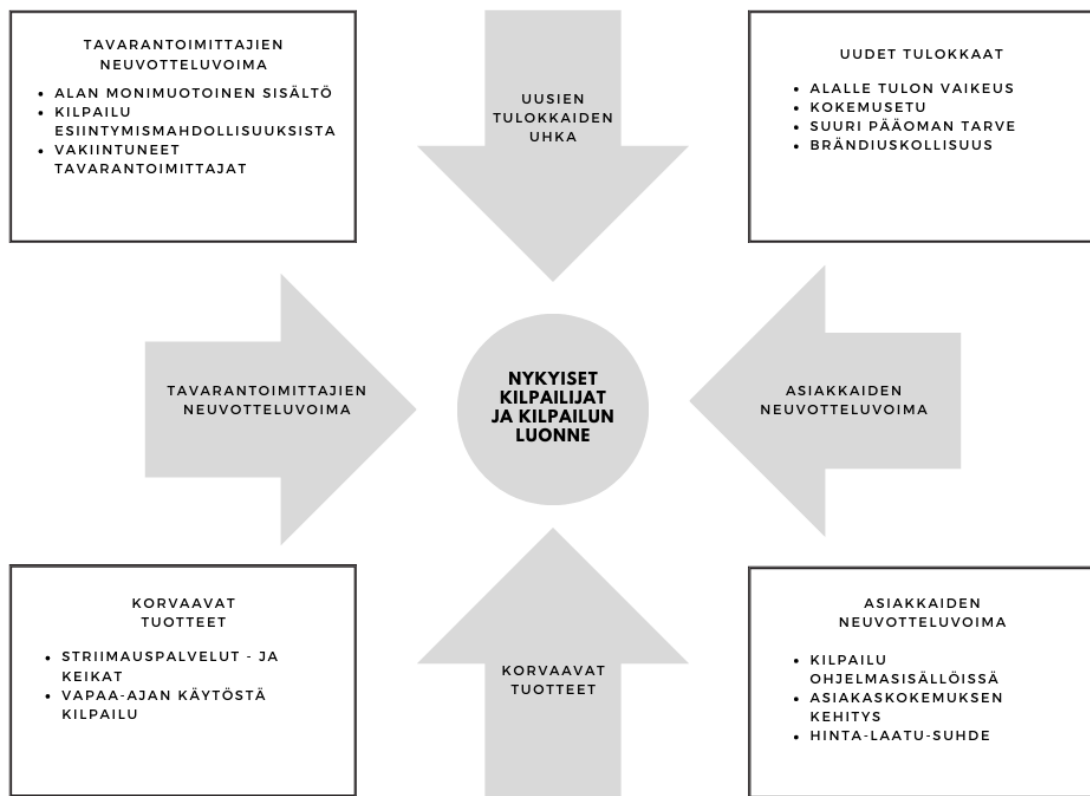 TAVARANTOIMITTAJIEN
NEUVOTTELUVOIMA
• ALAN MONIMUOTOINEN SISÄLTÖ
• KILPAILU
ESIINTYMISMAHDOLLISUUKSISTA
• VAKIINTUNEET
TAVARANTOIMITTAJAT
UUSIEN
TULOKKAIDEN
UHKA
UUDET TULOKKAAT
• ALALLE TULON VAIKEUS
• KOKEMUSETU
• SUURI PÄÄOMAN TARVE
• BRÄNDIUSKOLLISUUS
TAVARANTOIMITTAJIEN
NEUVOTTELUVOIMA
NYKYISET
KILPAILIJAT
JA KILPAILUN
LUONNE
ASIAKKAIDEN
NEUVOTTELUVOIMA
KORVAAVAT
TUOTTEET
• STRIIMAUSPALVELUT - JA
KEIKAT
• VAPAA-AJAN KÄYTÖSTÄ
KILPAILU
KORVAAVAT
TUOTTEET
ASIAKKAIDEN
NEUVOTTELUVOIMA
• KILPAILU
OHJELMASISÄLLÖISSÄ
• ASIAKASKOKEMUKSEN
KEHITYS
• HINTA-LAATU-SUHDE